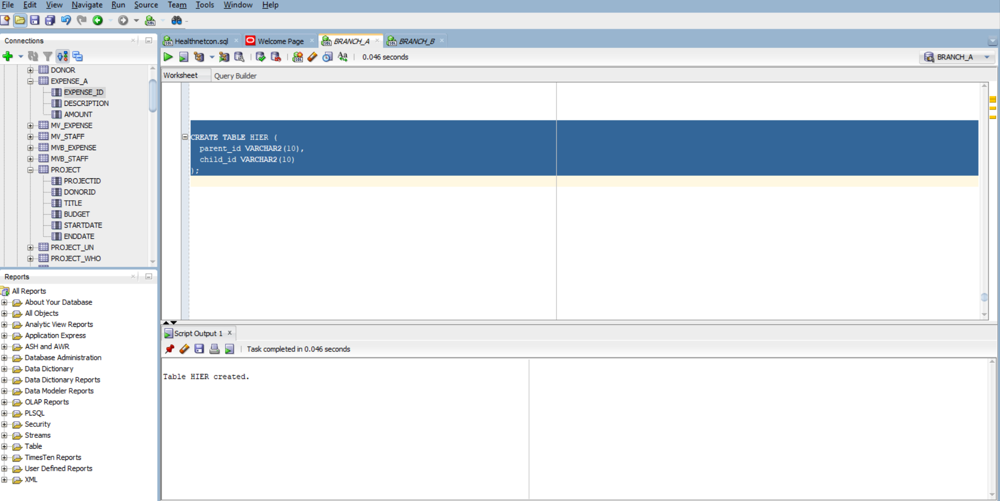 File Edit View Navigate Run Source Team Tools Window Help
Connections
DONOR
EXPENSE_A
EXPENSE_ID
DESCRIPTION
AMOUNT
MV_EXPENSE
MV_STAFF
MVB_EXPENSE
MVB_STAFF
PROJECT
PROJECTID
DONORID
TITLE
BUDGET
STARTDATE
ENDDATE
PROJECT_UN
PROJECT_WHO
Reports
All Reports
About Your Database
All Objects
Analytic View Reports
Application Express
ASH and AWR
Database Administration
Data Dictionary
Data Dictionary Reports
Data Modeler Reports
OLAP Reports
PLSQL
Security
Streams
Table
TimesTen Reports
User Defined Reports
XML
Healthnetcon.sql Welcome Page BRANCH_A BRANCH_B
0.046 seconds BRANCH_A
Worksheet Query Builder
CREATE TABLE HIER (
parent_id VARCHAR2(10),
child_id VARCHAR2(10)
);
Script Output 1
Task completed in 0.046 seconds
Table HIER created.